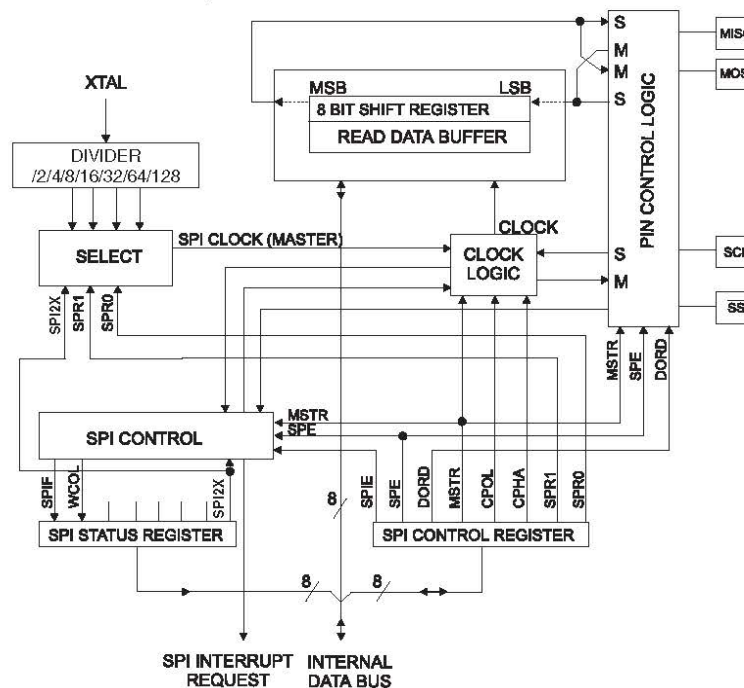 XTAL
DIVIDER
/2/4/8/16/32/64/128
MSB
LSB
8 BIT SHIFT REGISTER
READ DATA BUFFER
S
M
M
S
PIN CONTROL LOGIC
SELECT
SPI CLOCK (MASTER)
CLOCK
CLOCK
LOGIC
S
M
SPI2X
SPR1
SPR0
MSTR
SPE
DORD
SPI CONTROL
MSTR
SPE
SPIF
WCOL
SPI2X
SPIE
SPE
DORD
MSTR
CPOL
CPHA
SPR1
SPR0
8
SPI STATUS REGISTER
SPI CONTROL REGISTER
8
8
SPI INTERRUPT
REQUEST
INTERNAL
DATA BUS